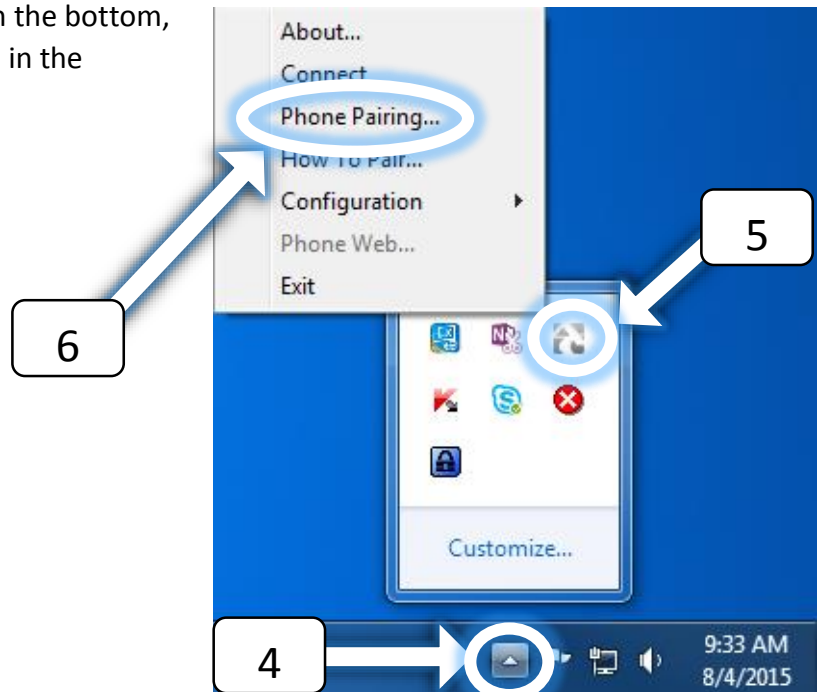 n the bottom,
in the
About...
Connect
Phone Pairing...
How To Pair...
Configuration
Phone Web...
Exit
5
6
Customize...
4
9:33 AM
8/4/2015